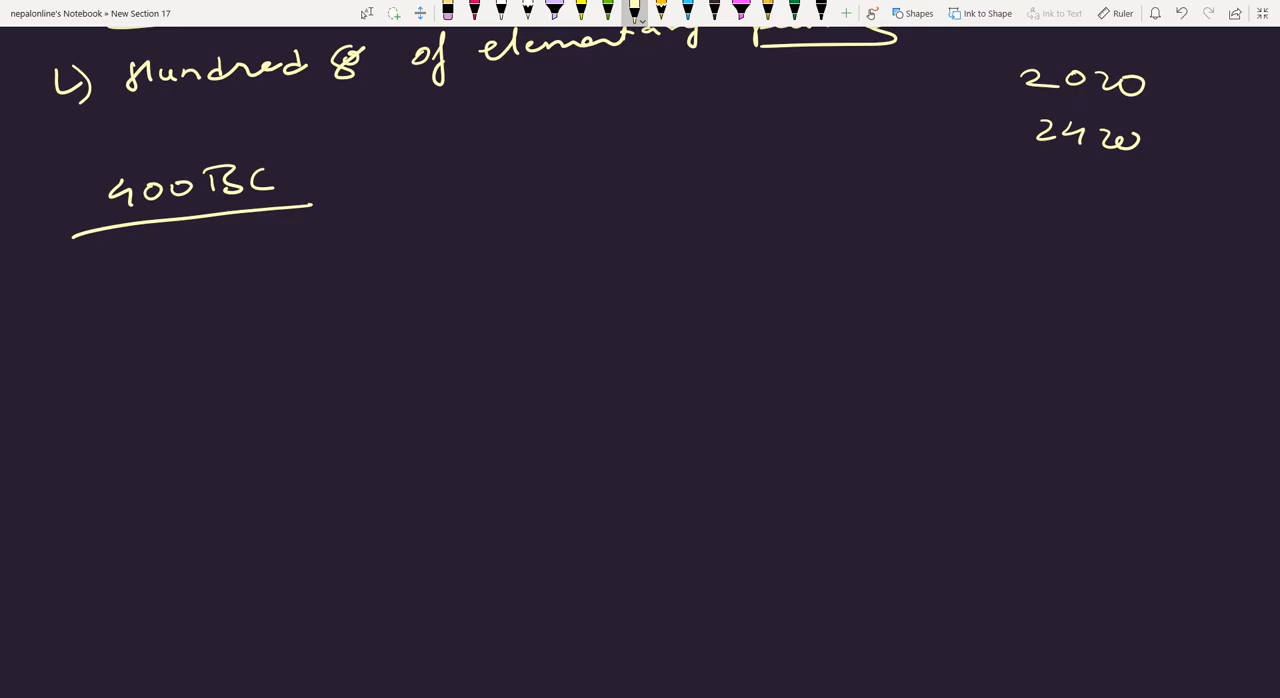 nepalonline's Notebook » New Section 17
Shapes Ink to Shape Ink to Text Ruler
↳ Hundred of elementary
2020
2420
400 BC